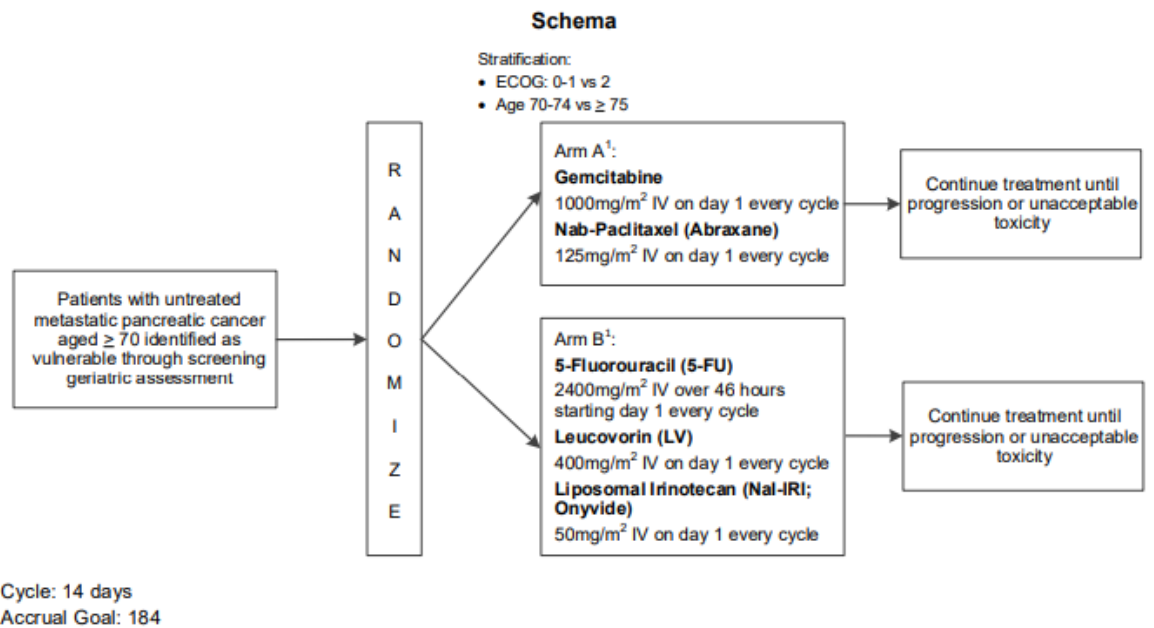 Schema
Stratification:
• ECOG: 0-1 vs 2
• Age 70-74 vs ≥ 75
Patients with untreated
metastatic pancreatic cancer
aged ≥ 70 identified as
vulnerable through screening
geriatric assessment
R
A
N
D
O
M
I
Z
E
Arm A¹:
Gemcitabine
1000mg/m² IV on day 1 every cycle
Nab-Paclitaxel (Abraxane)
125mg/m² IV on day 1 every cycle
Continue treatment until
progression or unacceptable
toxicity
Arm B¹:
5-Fluorouracil (5-FU)
2400mg/m² IV over 46 hours
starting day 1 every cycle
Leucovorin (LV)
400mg/m² IV on day 1 every cycle
Liposomal Irinotecan (Nal-IRI;
Onyvide)
50mg/m² IV on day 1 every cycle
Continue treatment until
progression or unacceptable
toxicity
Cycle: 14 days
Accrual Goal: 184